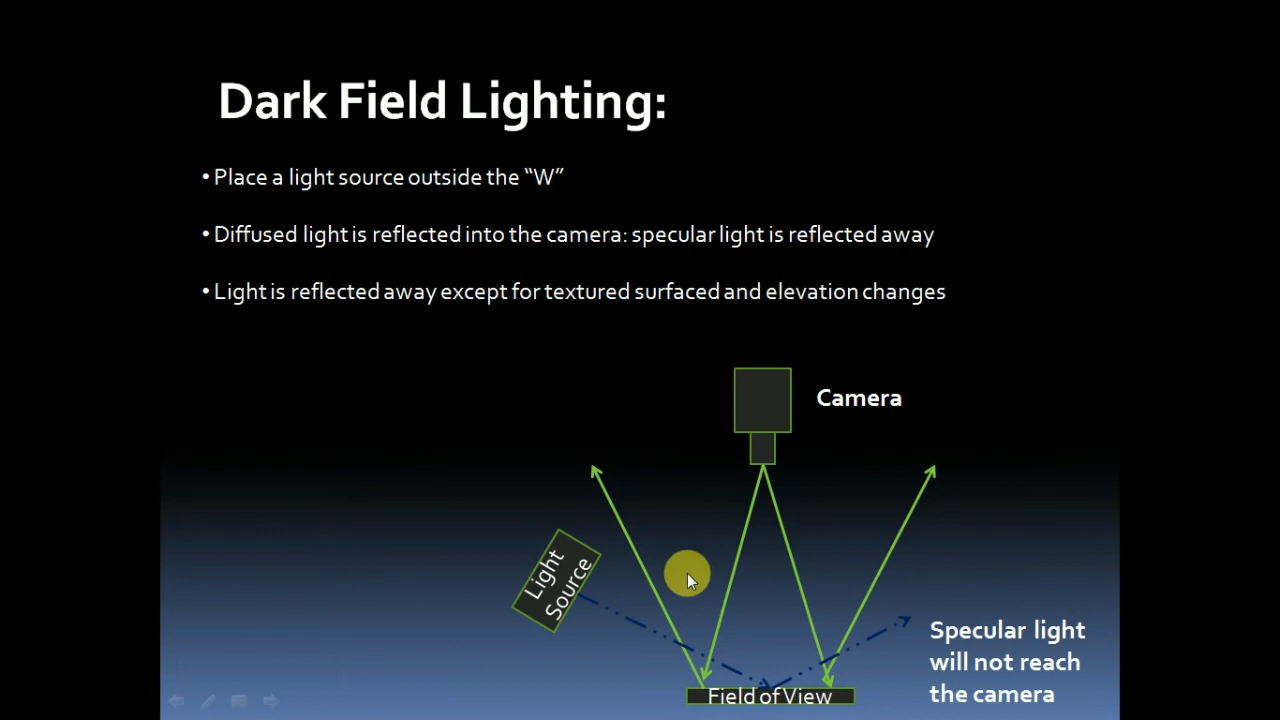 Dark Field Lighting:
• Place a light source outside the “W”
• Diffused light is reflected into the camera: specular light is reflected away
• Light is reflected away except for textured surfaced and elevation changes
Camera
Light
Source
Specular light
will not reach
the camera
Field of View